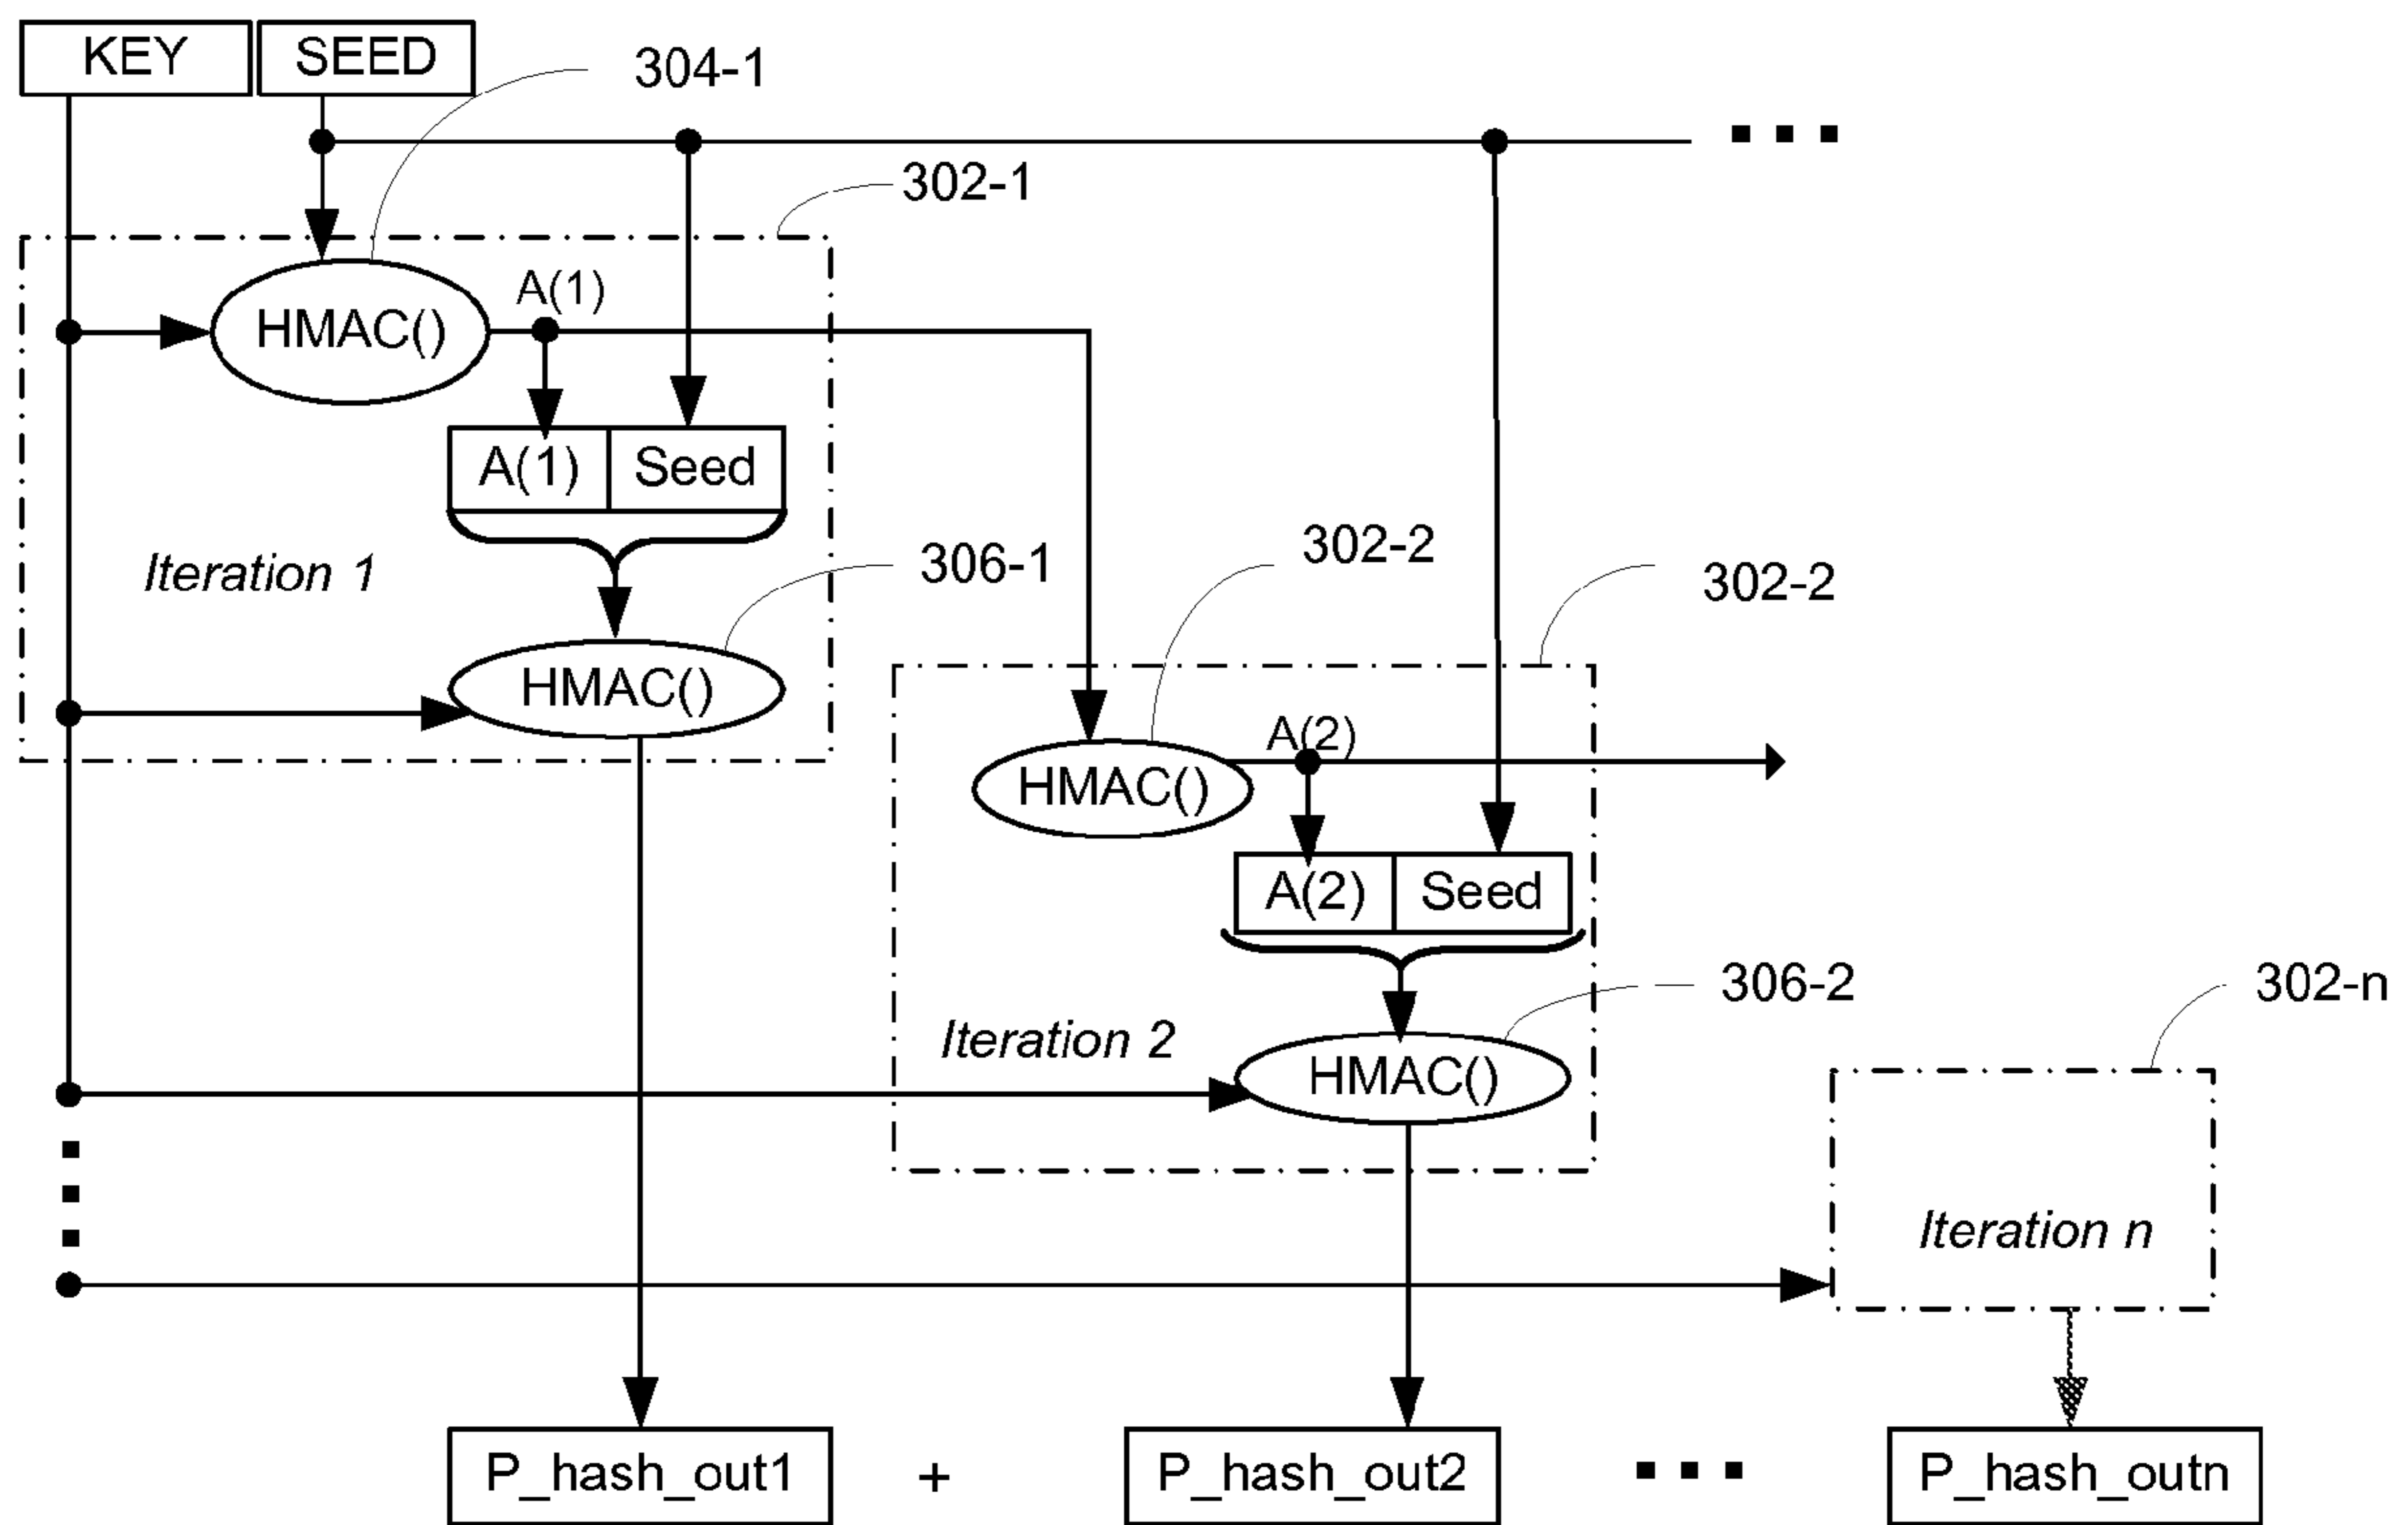 KEY
SEED
304-1
302-1
A(1)
HMAC()
A(1)
Seed
Iteration 1
306-1
302-2
302-2
HMAC()
A(2)
HMAC()
A(2)
Seed
306-2
302-n
Iteration 2
HMAC()
Iteration n
P_hash_out1
+
P_hash_out2
P_hash_outn